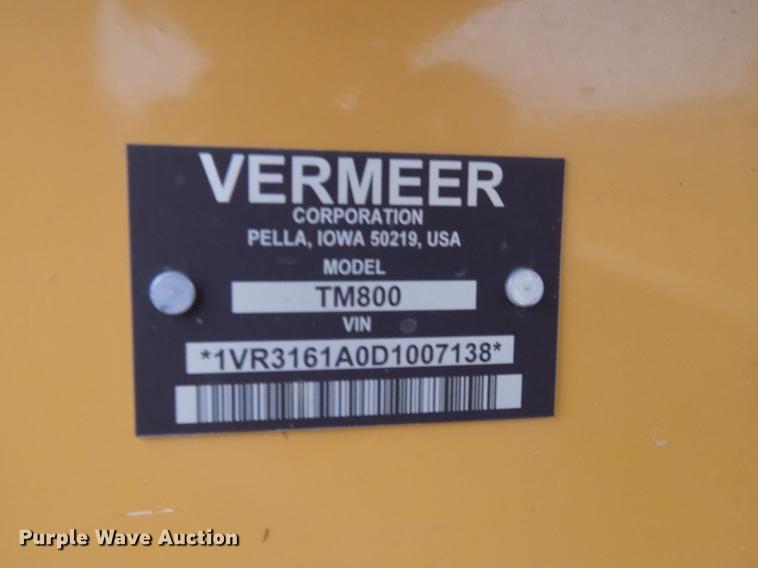 VERMEER
CORPORATION
PELLA, IOWA 50219, USA
MODEL
TM800
VIN
*1VR3161A0D1007138*
Purple Wave Auction